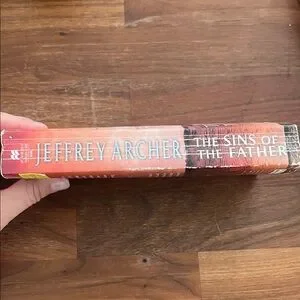 JEFFREY ARCHER
THE SINS OF
THE FATHER